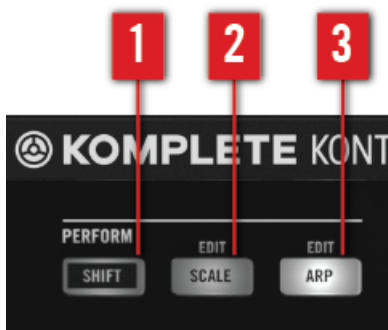 1 2 3
KOMPLETE KONT
PERFORM
EDIT EDIT
SHIFT SCALE ARP